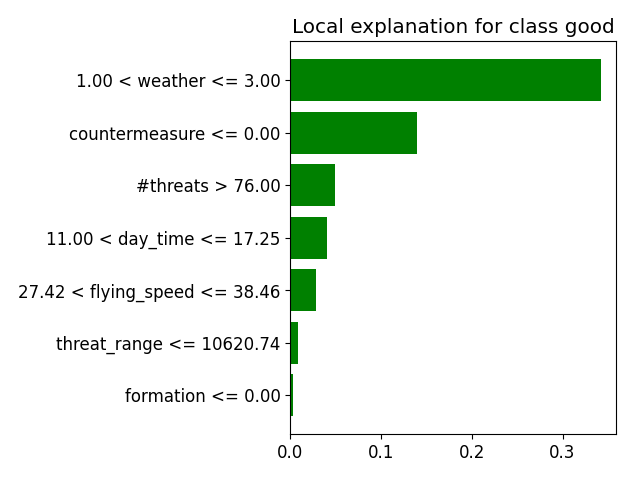 Local explanation for class good
1.00 < weather <= 3.00
countermeasure <= 0.00
#threats > 76.00
11.00 < day_time <= 17.25
27.42 < flying_speed <= 38.46
threat_range <= 10620.74
formation <= 0.00
0.0 0.1 0.2 0.3